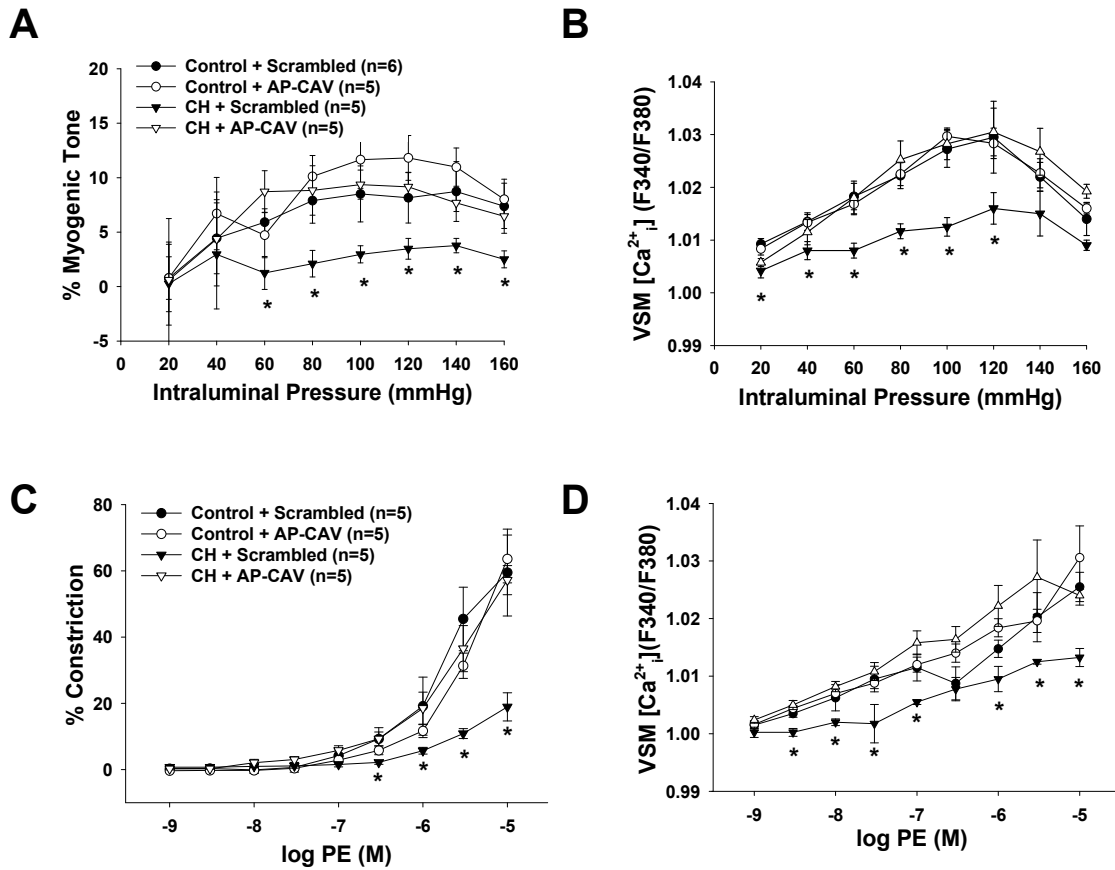 A
% Myogenic Tone
20
15
10
5
0
-5
Control + Scrambled (n=6)
Control + AP-CAV (n=5)
CH + Scrambled (n=5)
CH + AP-CAV (n=5)
* * * * * *
0 20 40 60 80 100 120 140 160
Intraluminal Pressure (mmHg)
B
VSM [Ca²⁺ᵢ] (F340/F380)
1.04
1.03
1.02
1.01
1.00
0.99
* * * * * *
0 20 40 60 80 100 120 140 160
Intraluminal Pressure (mmHg)
C
% Constriction
80
60
40
20
0
Control + Scrambled (n=5)
Control + AP-CAV (n=5)
CH + Scrambled (n=5)
CH + AP-CAV (n=5)
* * * *
-9 -8 -7 -6 -5
log PE (M)
D
VSM [Ca²⁺ᵢ](F340/F380)
1.04
1.03
1.02
1.01
1.00
0.99
* * * * * * *
-9 -8 -7 -6 -5
log PE (M)